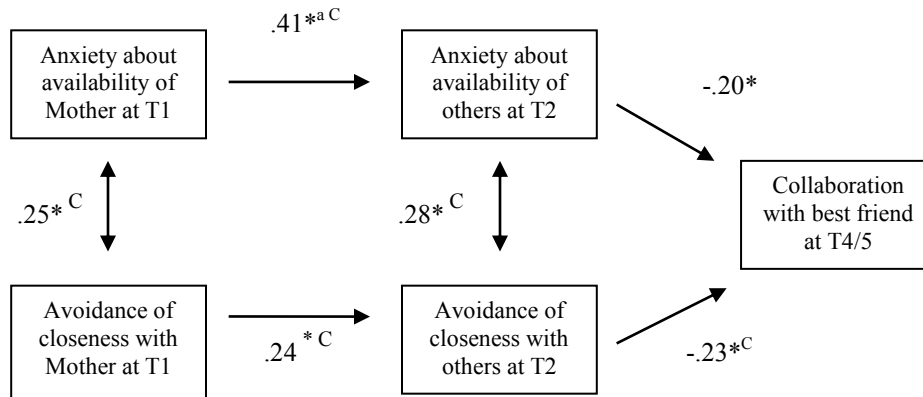 .41*ᵃ ᶜ
Anxiety about
availability of
Mother at T1
Anxiety about
availability of
others at T2
-.20*
.25* ᶜ
.28* ᶜ
Collaboration
with best friend
at T4/5
Avoidance of
closeness with
Mother at T1
.24 * ᶜ
Avoidance of
closeness with
others at T2
-.23*ᶜ